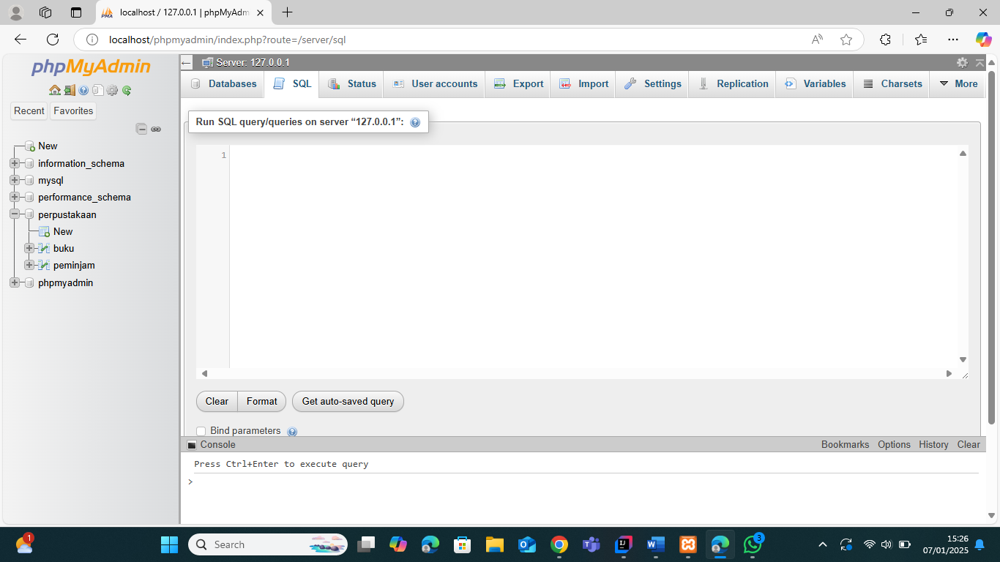 localhost / 127.0.0.1 | phpMyAdm
localhost/phpmyadmin/index.php?route=/server/sql
phpMyAdmin
Recent Favorites
New
information_schema
mysql
performance_schema
perpustakaan
New
buku
peminjam
phpmyadmin
Server: 127.0.0.1
Databases SQL Status User accounts Export Import Settings Replication Variables Charsets More
Run SQL query/queries on server “127.0.0.1”:
1
Clear Format Get auto-saved query
Bind parameters
Console Bookmarks Options History Clear
Press Ctrl+Enter to execute query
>
1
Search
3
15:26
07/01/2025